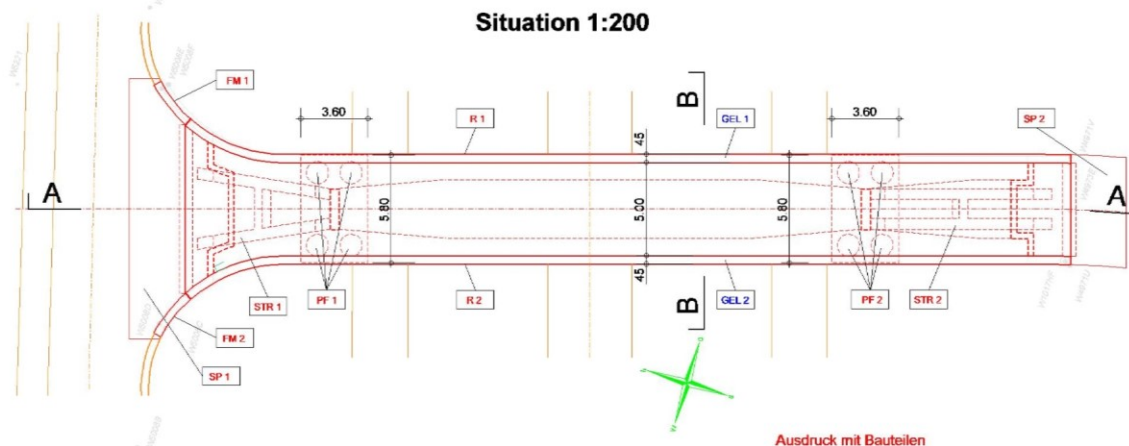 Situation 1:200
FM 1
3.60
R 1
B
GEL 1
45
3.60
SP 2
A
5.80
5.00
5.80
A
STR 1
PF 1
R 2
45
B
GEL 2
PF 2
STR 2
FM 2
SP 1
Ausdruck mit Bauteilen